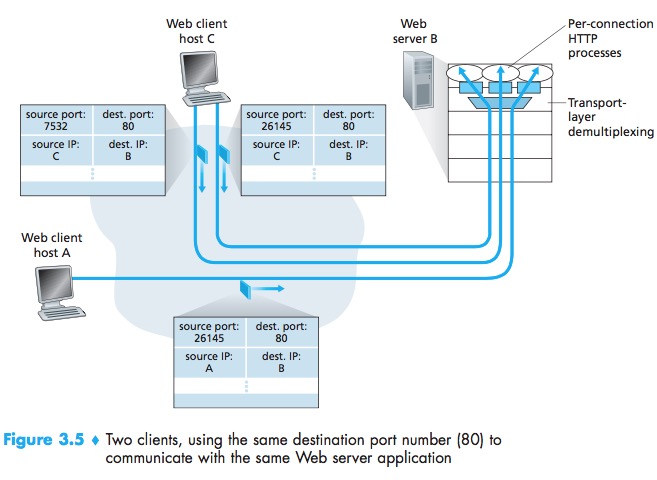 Web client
host C
Web
server B
Per-connection
HTTP
processes
Transport-
layer
demultiplexing
source port:
7532
dest. port:
80
source IP:
C
dest. IP:
B
source port:
26145
dest. port:
80
source IP:
C
dest. IP:
B
Web client
host A
source port:
26145
dest. port:
80
source IP:
A
dest. IP:
B
Figure 3.5 ♦ Two clients, using the same destination port number (80) to
communicate with the same Web server application